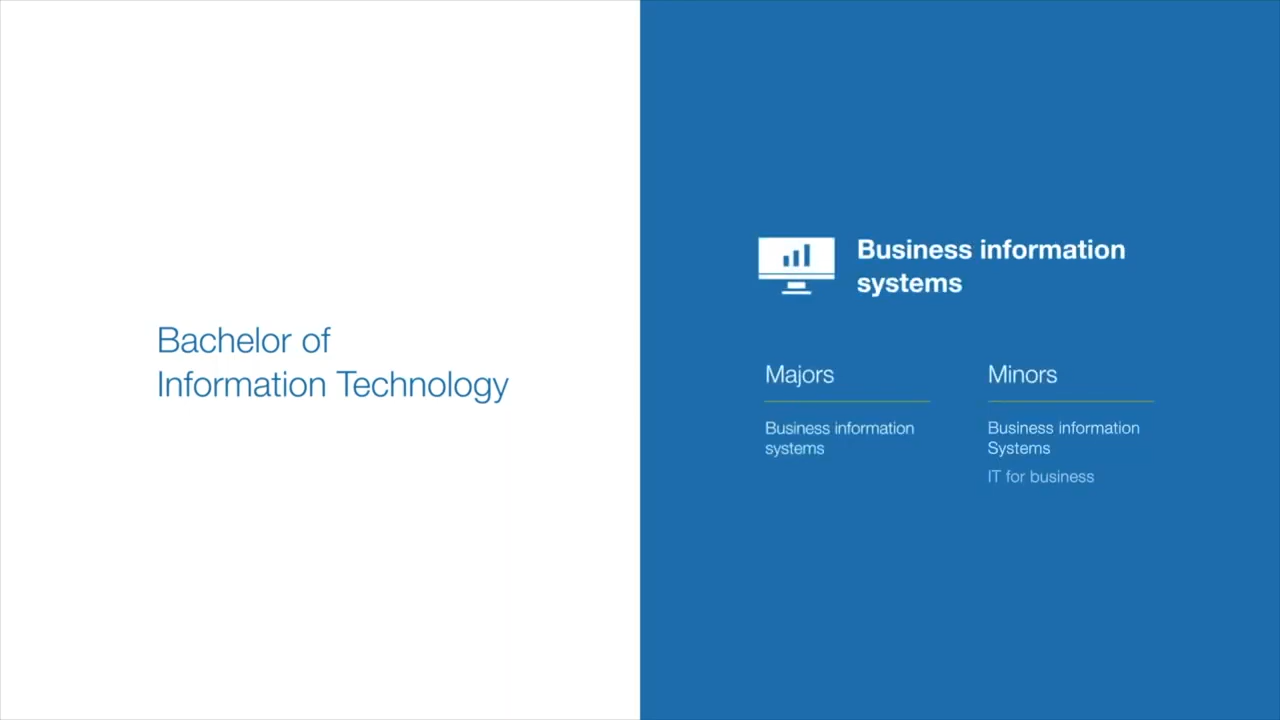 Bachelor of
Information Technology
Business information
systems
Majors
Business information
systems
Minors
Business information
Systems
IT for business